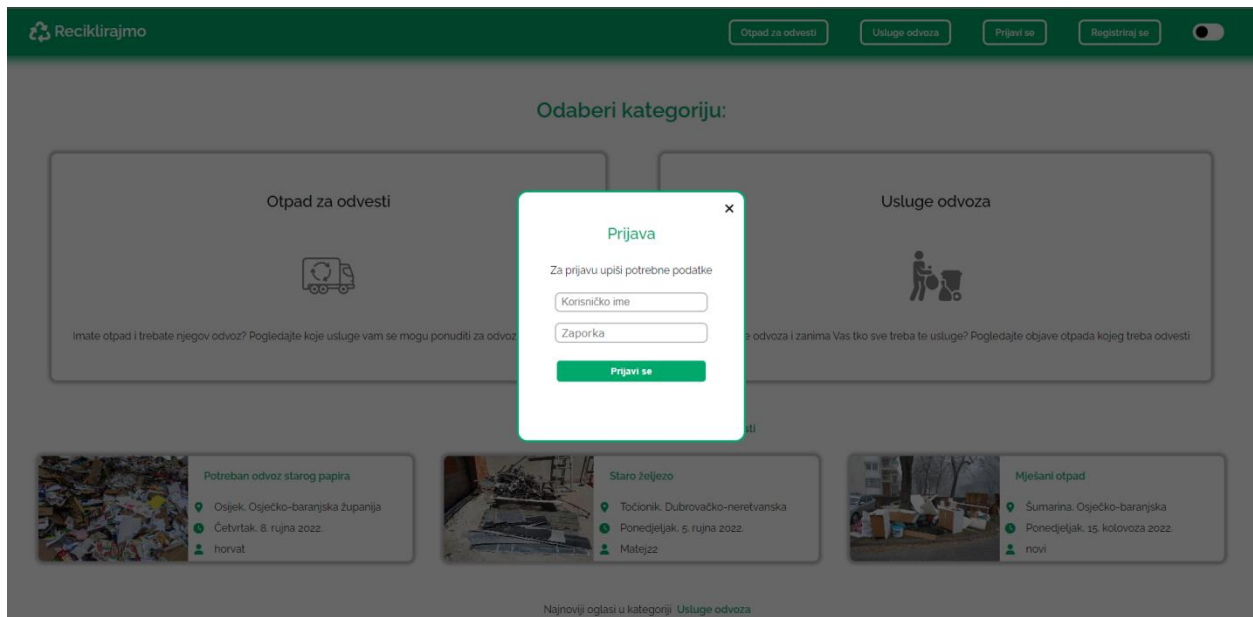 Reciklirajmo
Otpad za odvesti
Usluge odvoza
Prijavi se
Registriraj se
Odaberi kategoriju:
Otpad za odvesti
Imate otpad i trebate njegov odvoz? Pogledajte koje usluge vam se mogu ponuditi za odvoz
Usluge odvoza
odvoza i zanima Vas tko sve treba te usluge? Pogledajte objave otpada kojeg treba odvesti
×
Prijava
Za prijavu upiši potrebne podatke
Korisničko ime
Zaporka
Prijavi se
Potreban odvoz starog papira
Osijek. Osječko-baranjska županija
Četvrtak. 8. rujna 2022.
horvat
Staro željezo
Točionik. Dubrovačko-neretvanska
Ponedjeljak. 5. rujna 2022.
Matej22
Mješani otpad
Šumarina. Osječko-baranjska
Ponedjeljak. 15. kolovoza 2022.
novi
Najnoviji oglasi u kategoriji Usluge odvoza